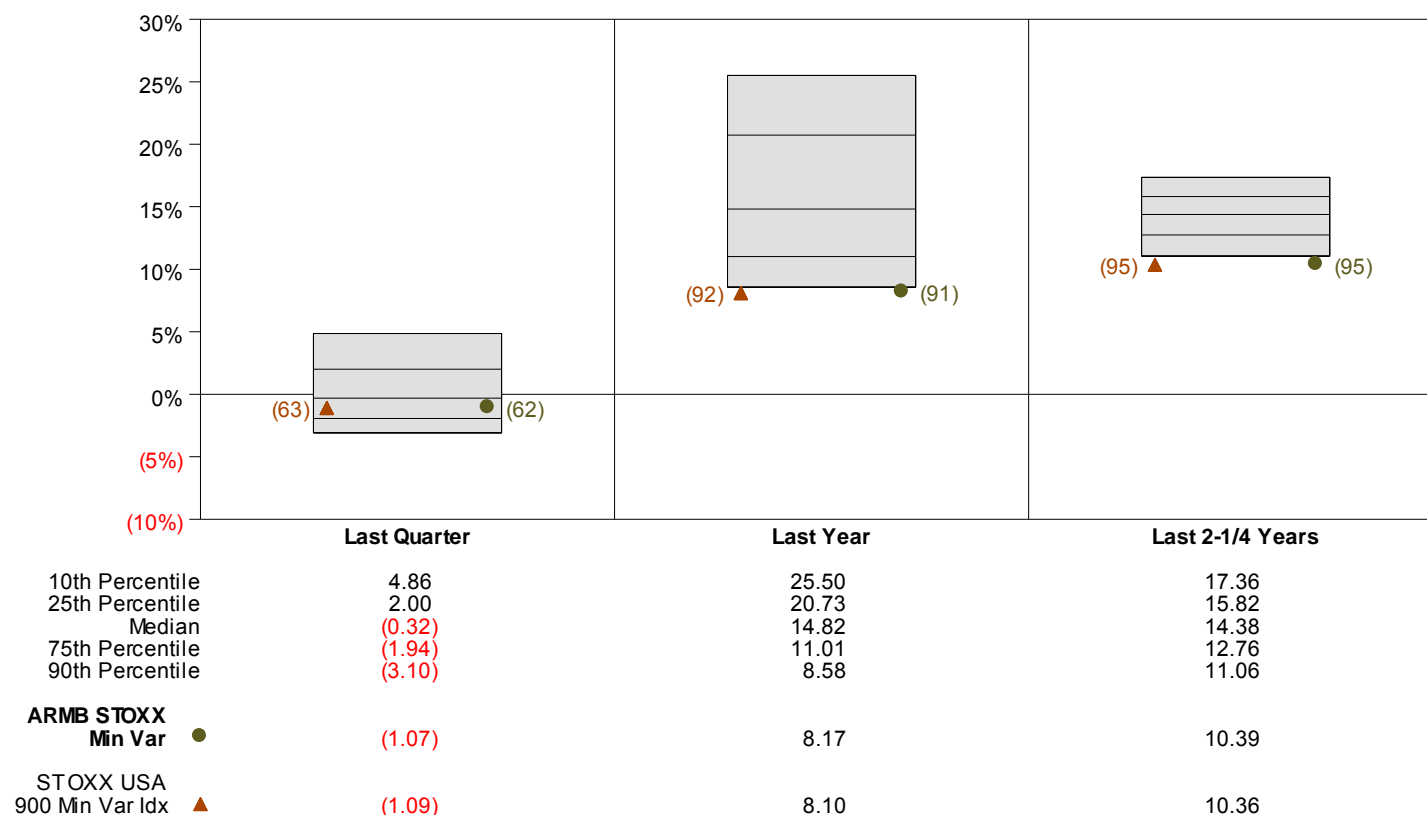 30%
25%
20%
15%
10%
5%
0%
(5%)
(10%)
(63) (62)
(92) (91)
(95) (95)
Last Quarter Last Year Last 2-1/4 Years
10th Percentile 4.86 25.50 17.36
25th Percentile 2.00 20.73 15.82
Median (0.32) 14.82 14.38
75th Percentile (1.94) 11.01 12.76
90th Percentile (3.10) 8.58 11.06
ARMB STOXX
Min Var (1.07) 8.17 10.39
STOXX USA
900 Min Var Idx (1.09) 8.10 10.36